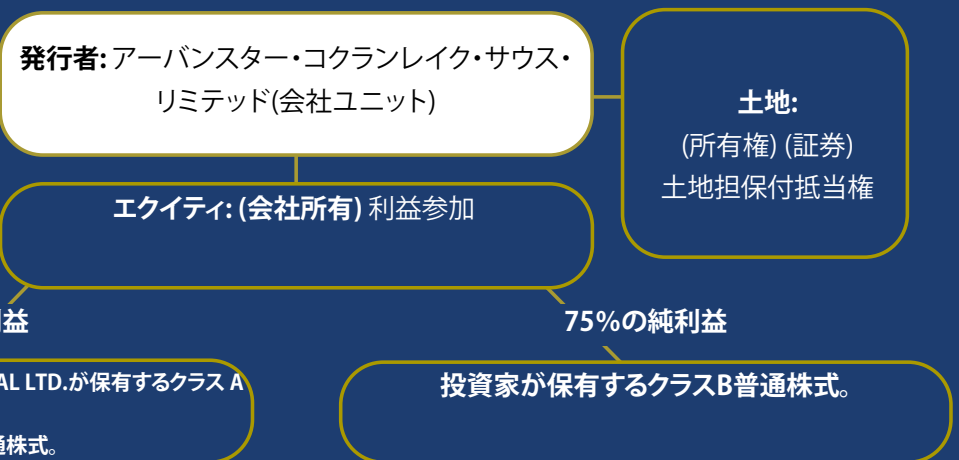 発行者: アーバンスター・コクランレイク・サウス・
リミテッド(会社ユニット)
土地:
(所有権) (証券)
土地担保付抵当権
エクイティ: (会社所有) 利益参加
益
75%の純利益
AL LTD.が保有するクラス A
通株式。
投資家が保有するクラスB普通株式。